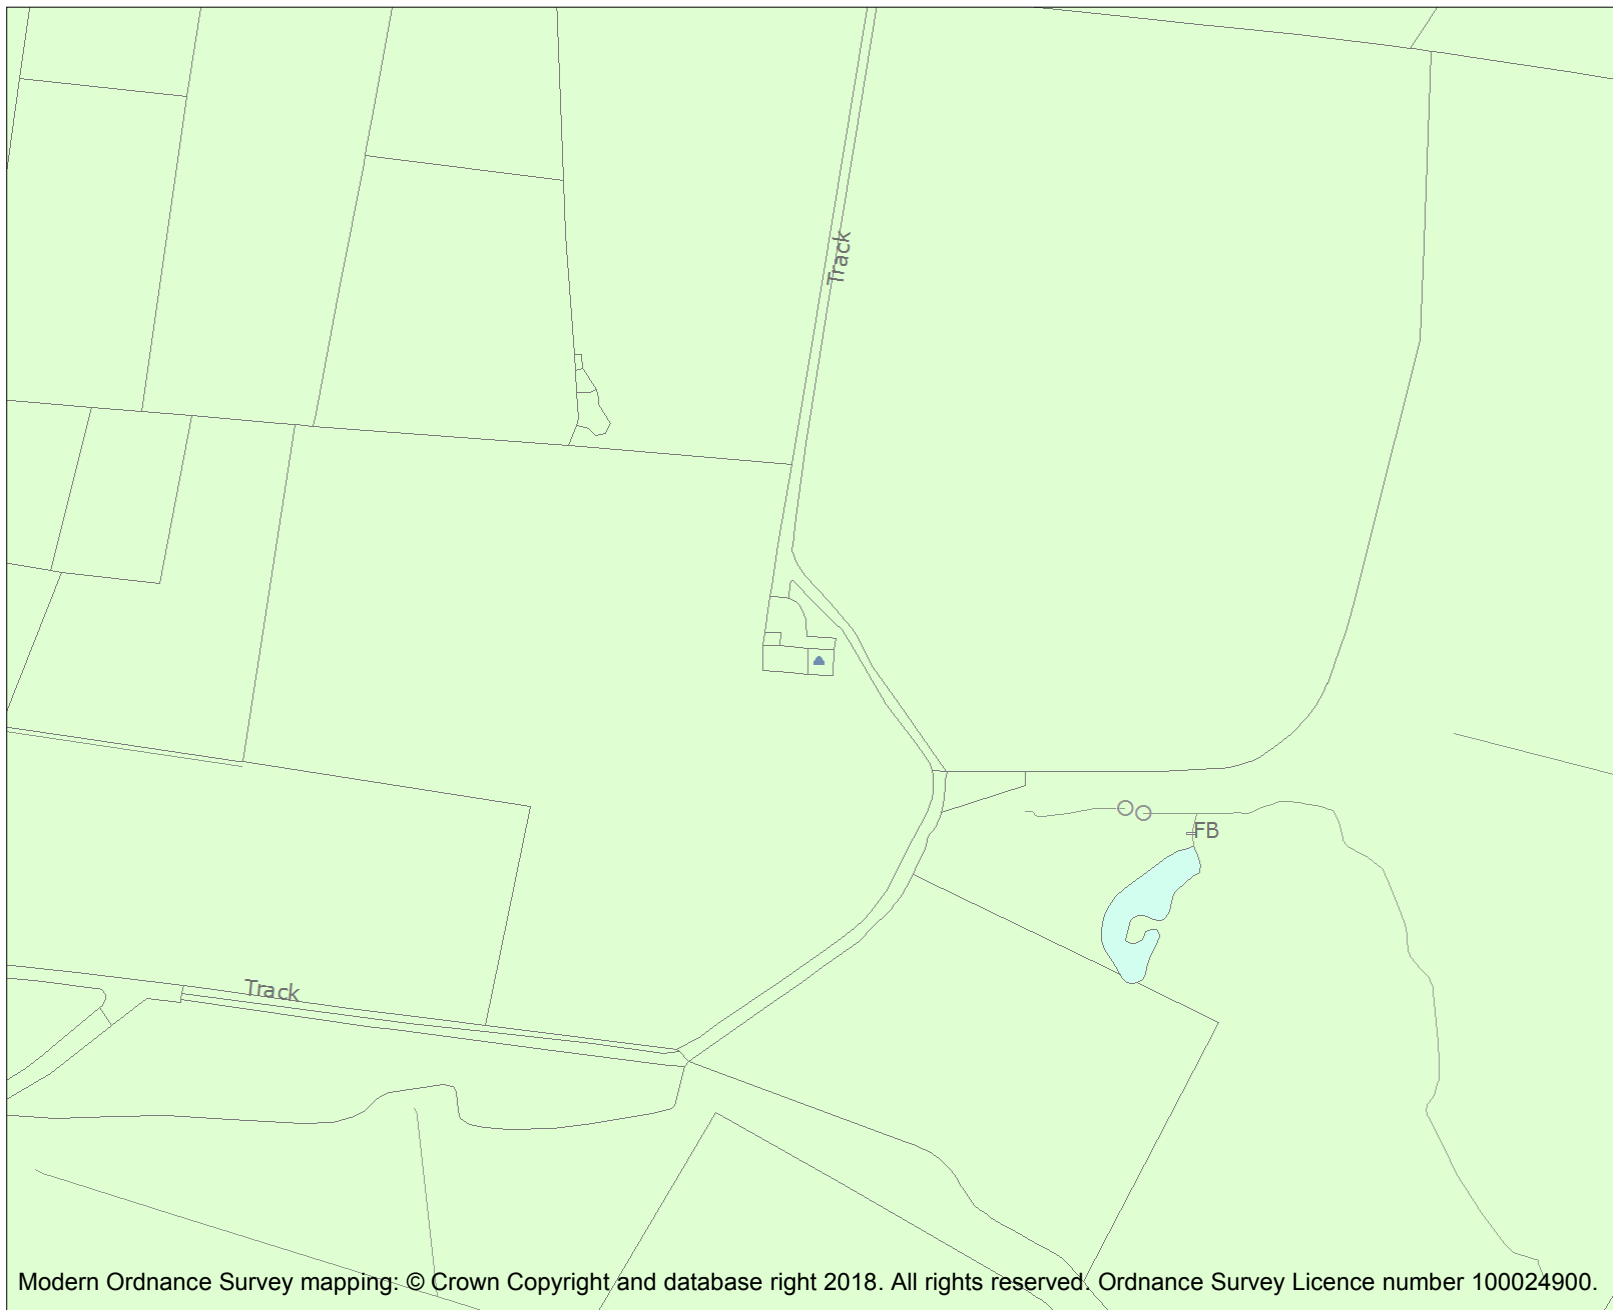 Track
FB
Track
Modern Ordnance Survey mapping: © Crown Copyright and database right 2018. All rights reserved. Ordnance Survey Licence number 100024900.